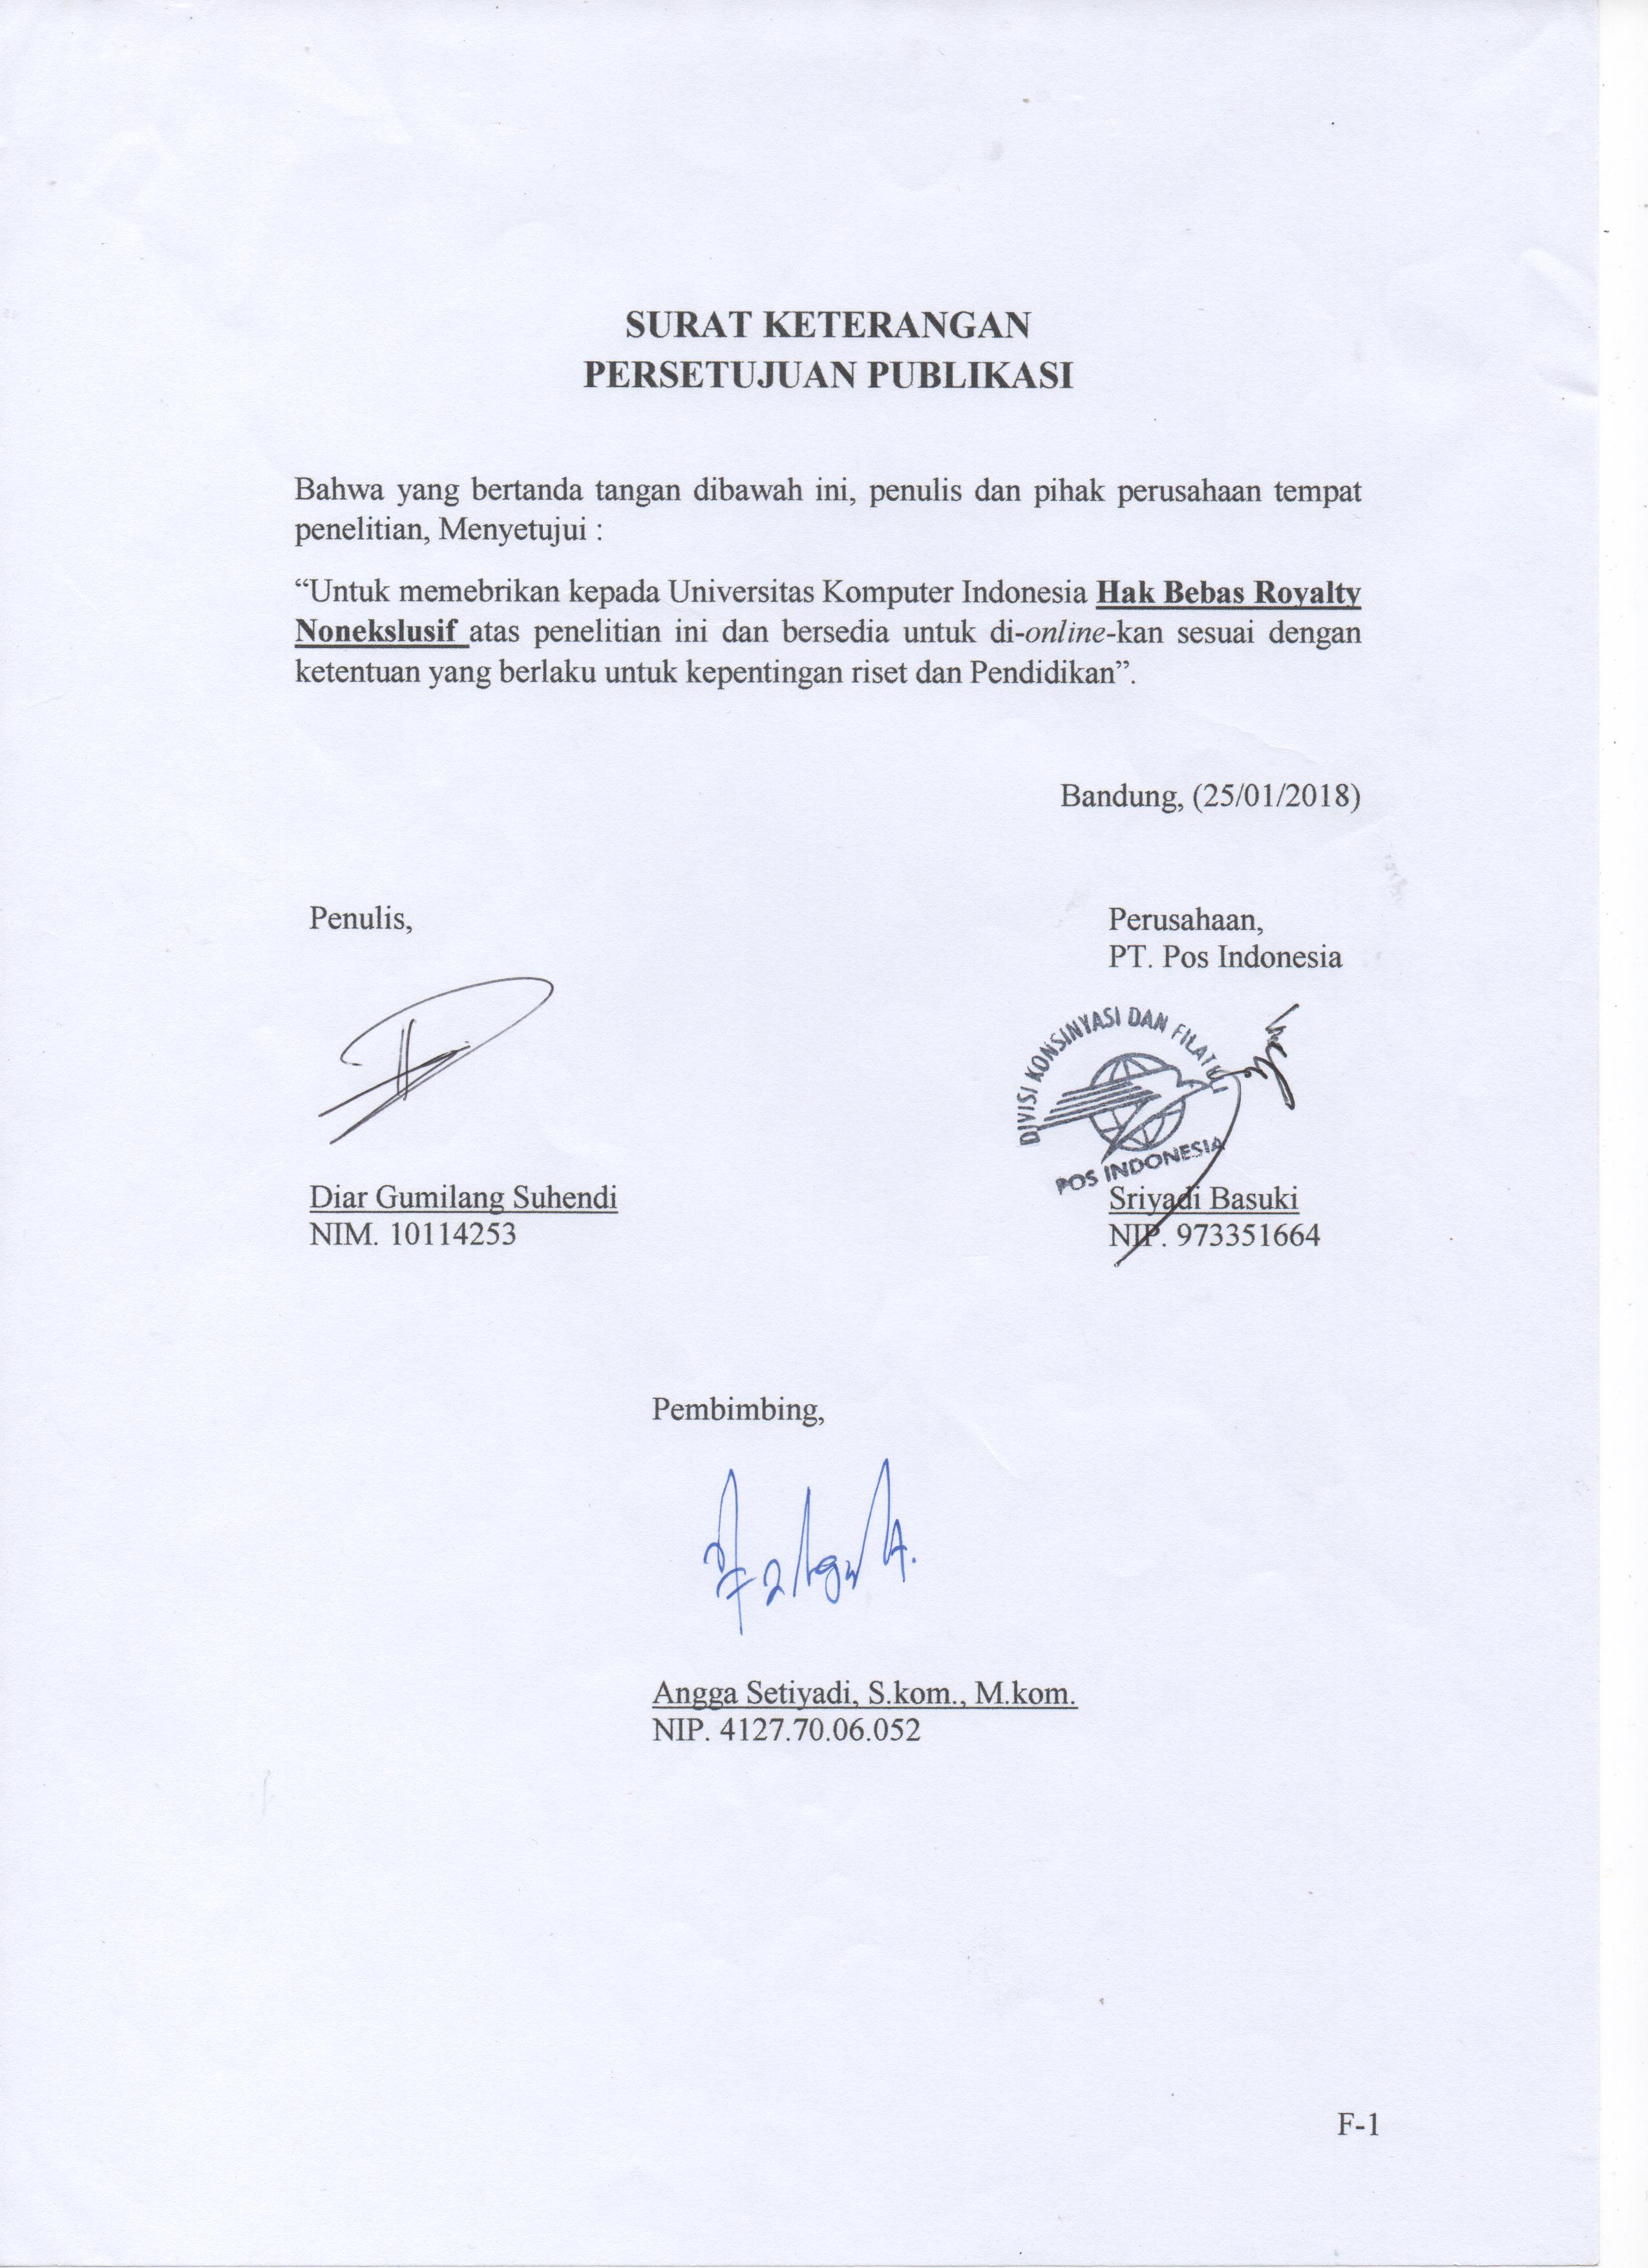 SURAT KETERANGAN
PERSETUJUAN PUBLIKASI
Bahwa yang bertanda tangan dibawah ini, penulis dan pihak perusahaan tempat
penelitian, Menyetujui :
“Untuk memebrikan kepada Universitas Komputer Indonesia Hak Bebas Royalty
Nonekslusif atas penelitian ini dan bersedia untuk di-online-kan sesuai dengan
ketentuan yang berlaku untuk kepentingan riset dan Pendidikan”.
Bandung, (25/01/2018)
Penulis,
Perusahaan,
PT. Pos Indonesia
DIVISI KONSINYASI DAN FILATELI
POS INDONESIA
Diar Gumilang Suhendi
NIM. 10114253
Sriyadi Basuki
NIP. 973351664
Pembimbing,
Angga Setiyadi, S.kom., M.kom.
NIP. 4127.70.06.052
F-1